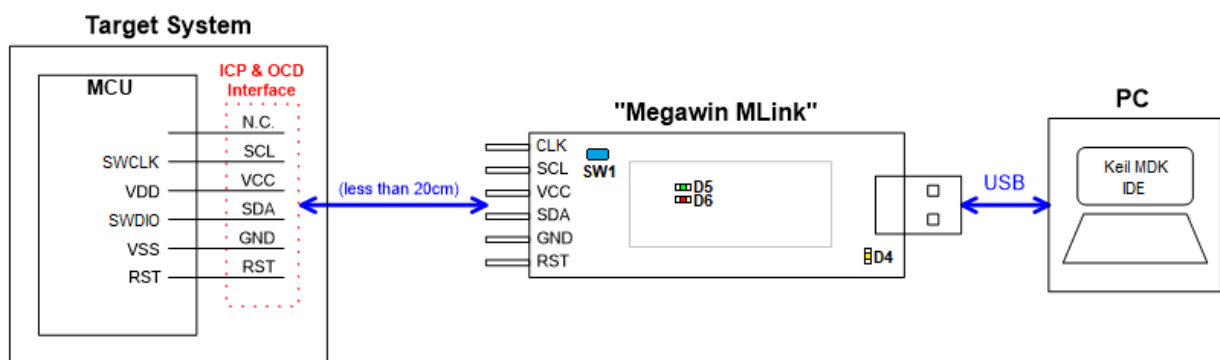 Target System
ICP & OCD
Interface
MCU
N.C.
SCL
SWCLK
VCC
VDD
SDA
SWDIO
GND
VSS
RST
RST
(less than 20cm)
"Megawin MLink"
CLK
SCL
VCC
SDA
GND
RST
SW1
D5
D6
D4
USB
PC
Keil MDK
IDE